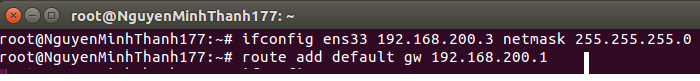 root@NguyenMinhThanh177: ~
root@NguyenMinhThanh177:~# ifconfig ens33 192.168.200.3 netmask 255.255.255.0
root@NguyenMinhThanh177:~# route add default gw 192.168.200.1